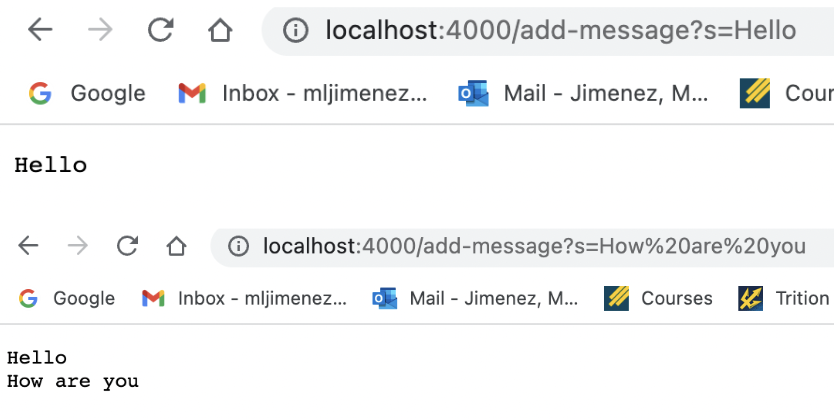 localhost:4000/add-message?s=Hello
Google Inbox - mljimenez... Mail - Jimenez, M... Cour
Hello
localhost:4000/add-message?s=How%20are%20you
Google Inbox - mljimenez... Mail - Jimenez, M... Courses Trition
Hello
How are you